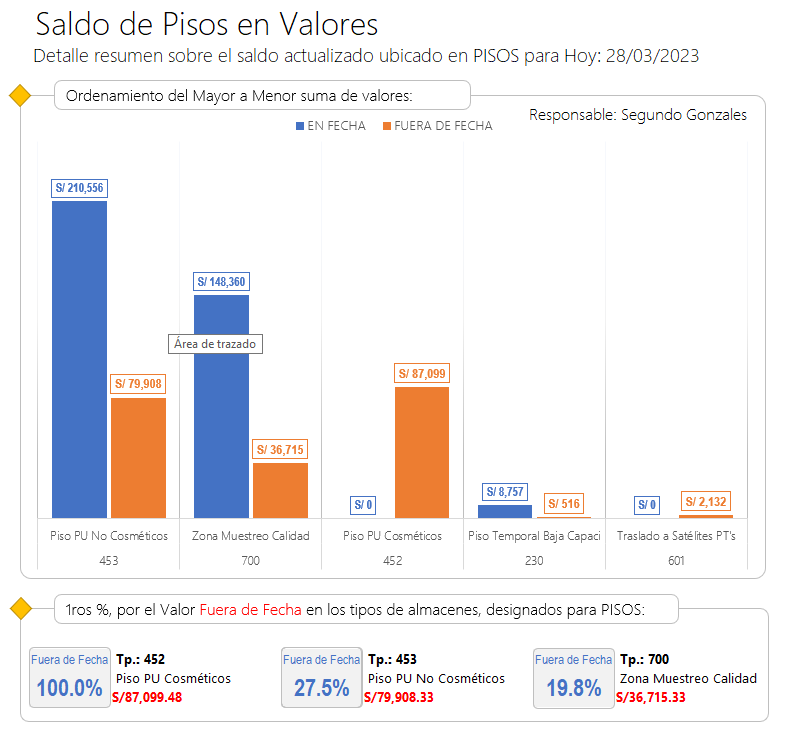 Saldo de Pisos en Valores
Detalle resumen sobre el saldo actualizado ubicado en PISOS para Hoy: 28/03/2023
Ordenamiento del Mayor a Menor suma de valores:
Responsable: Segundo Gonzales
EN FECHA FUERA DE FECHA
S/ 210,556
S/ 148,360
Área de trazado
S/ 79,908
S/ 87,099
S/ 36,715
S/ 0
S/ 8,757
S/ 516
S/ 0
S/ 2,132
Piso PU No Cosméticos Zona Muestreo Calidad Piso PU Cosméticos Piso Temporal Baja Capaci Traslado a Satélites PT's
453 700 452 230 601
1ros %, por el Valor Fuera de Fecha en los tipos de almacenes, designados para PISOS:
Fuera de Fecha
100.0%
Tp.: 452
Piso PU Cosméticos
S/87,099.48
Fuera de Fecha
27.5%
Tp.: 453
Piso PU No Cosméticos
S/79,908.33
Fuera de Fecha
19.8%
Tp.: 700
Zona Muestreo Calidad
S/36,715.33